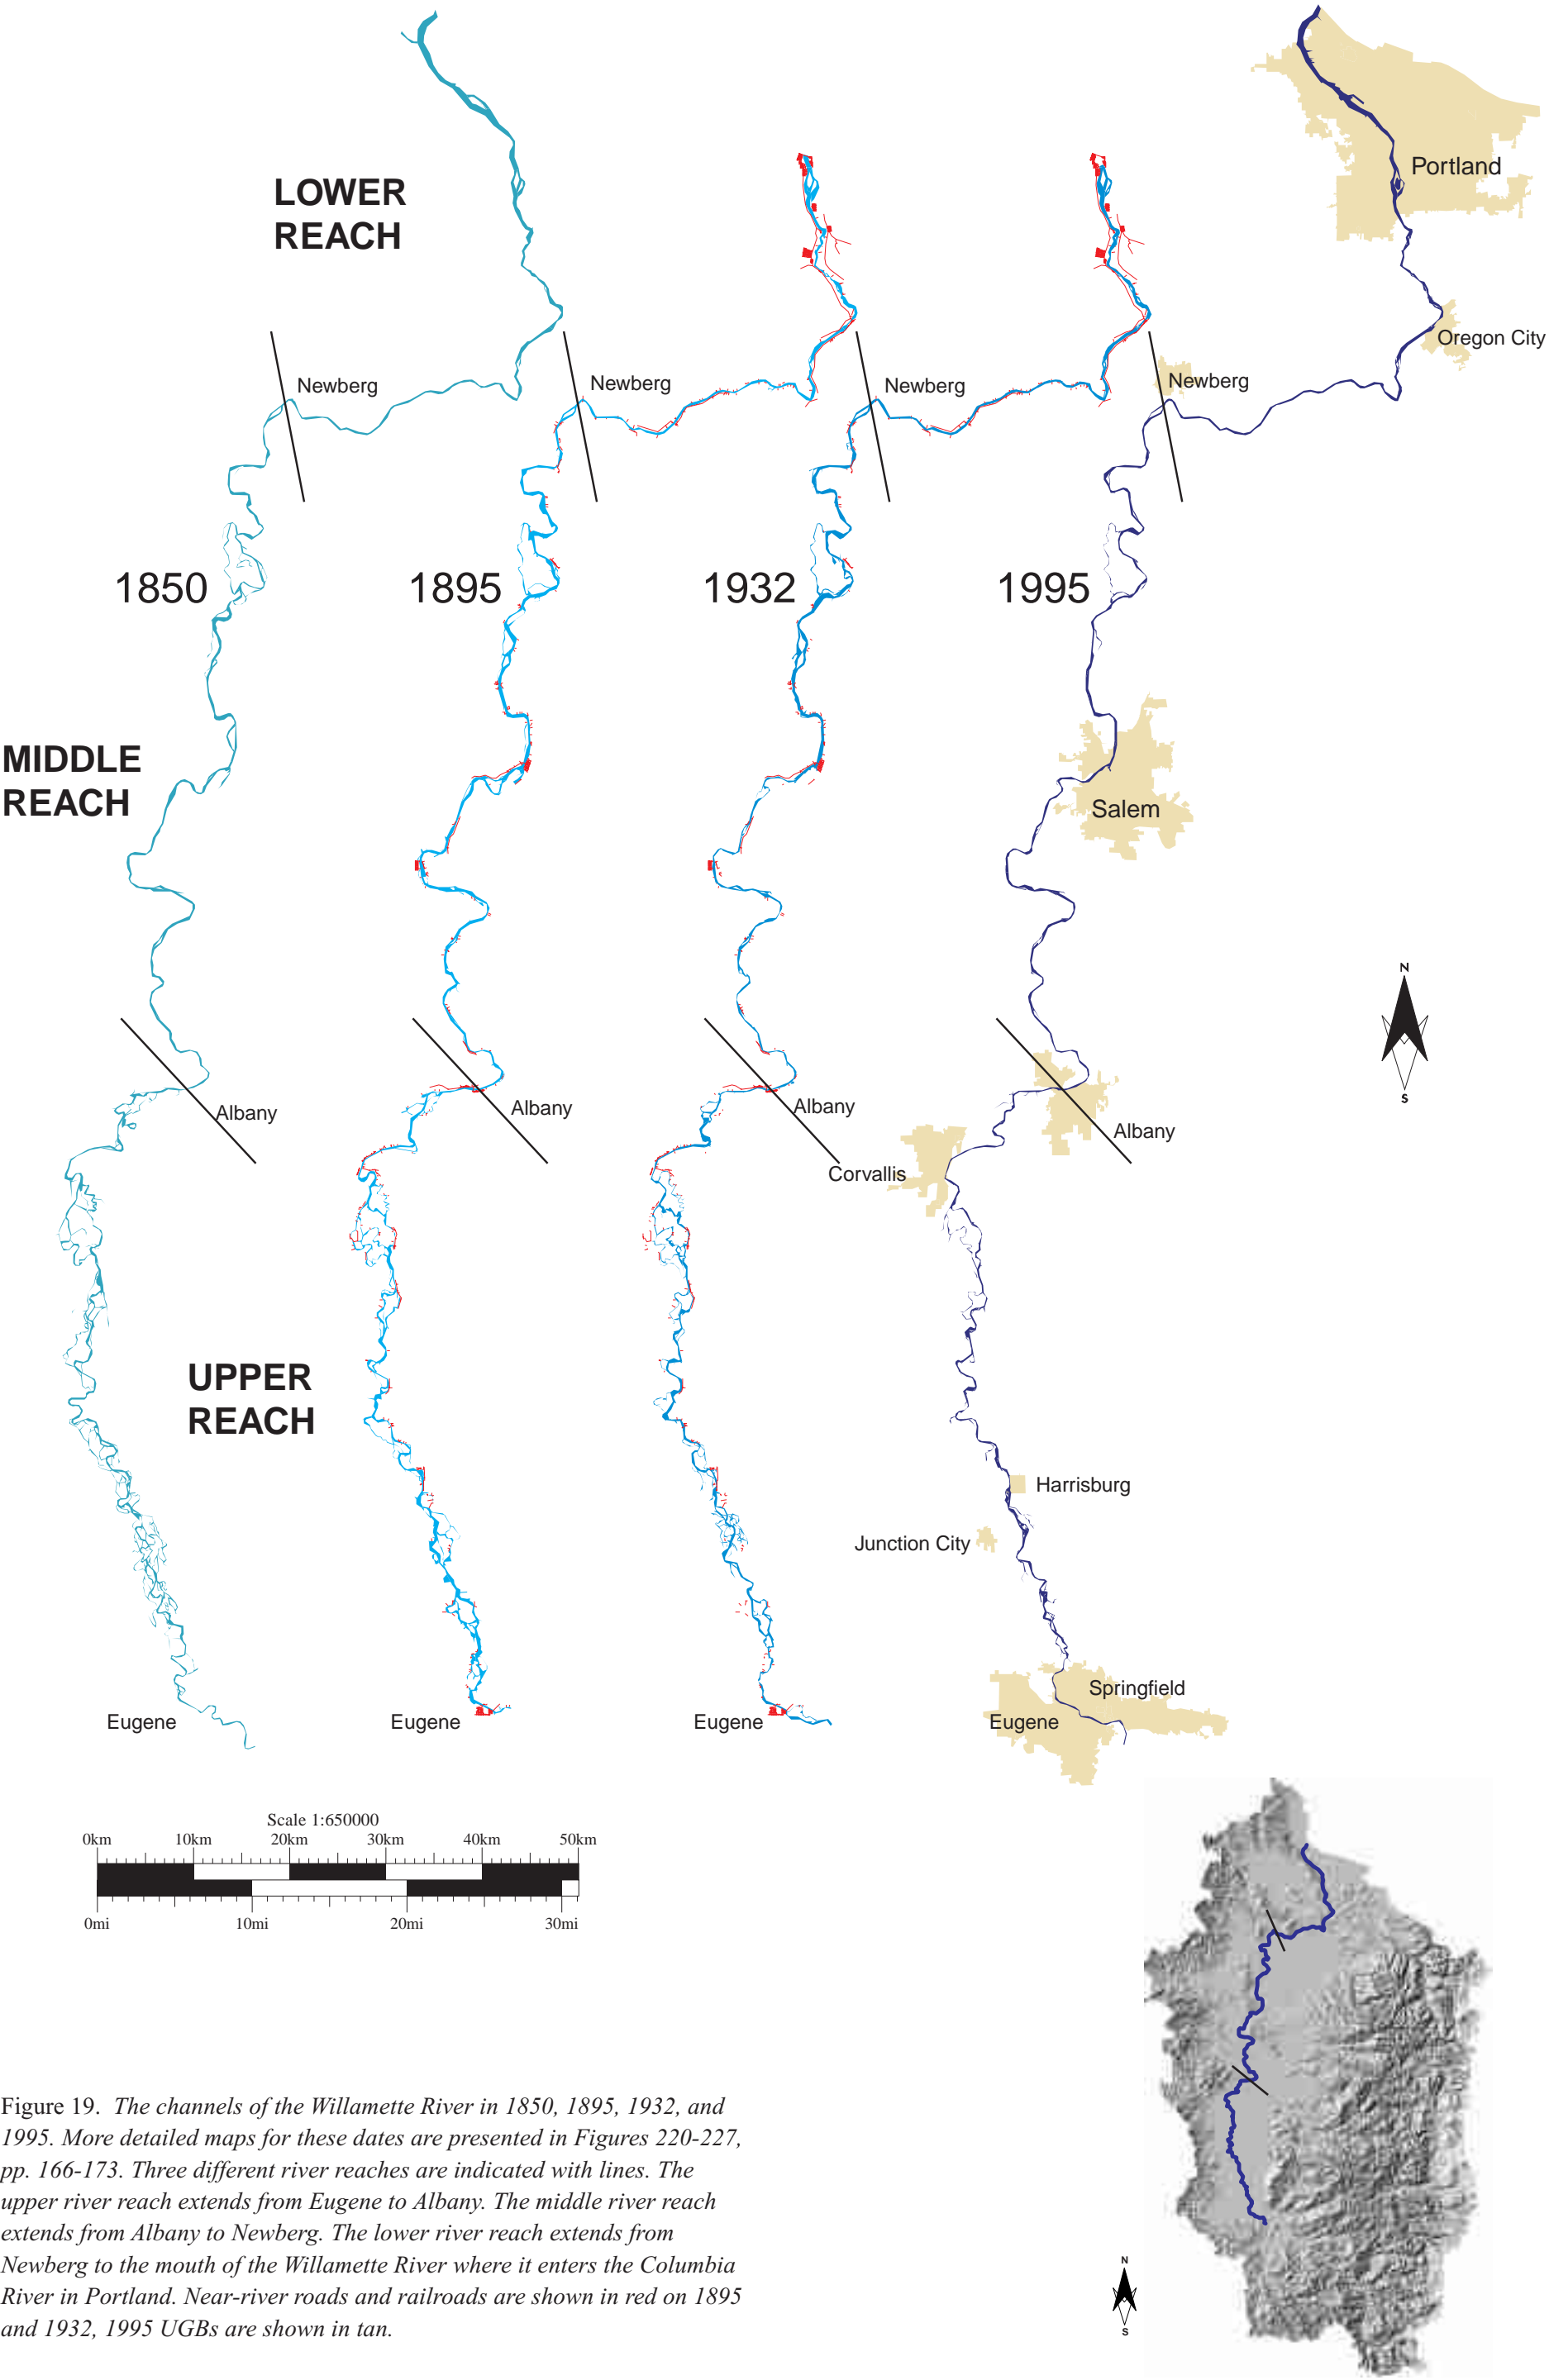 LOWER
REACH
Portland
Oregon City
Newberg
Newberg
Newberg
Newberg
1850
1895
1932
1995
MIDDLE
REACH
Salem
N
S
Albany
Albany
Albany
Albany
Corvallis
UPPER
REACH
Harrisburg
Junction City
Springfield
Eugene
Eugene
Eugene
Eugene
Scale 1:650000
0km 10km 20km 30km 40km 50km
0mi 10mi 20mi 30mi
Figure 19. The channels of the Willamette River in 1850, 1895, 1932, and
1995. More detailed maps for these dates are presented in Figures 220-227,
pp. 166-173. Three different river reaches are indicated with lines. The
upper river reach extends from Eugene to Albany. The middle river reach
extends from Albany to Newberg. The lower river reach extends from
Newberg to the mouth of the Willamette River where it enters the Columbia
River in Portland. Near-river roads and railroads are shown in red on 1895
and 1932, 1995 UGBs are shown in tan.
N
S